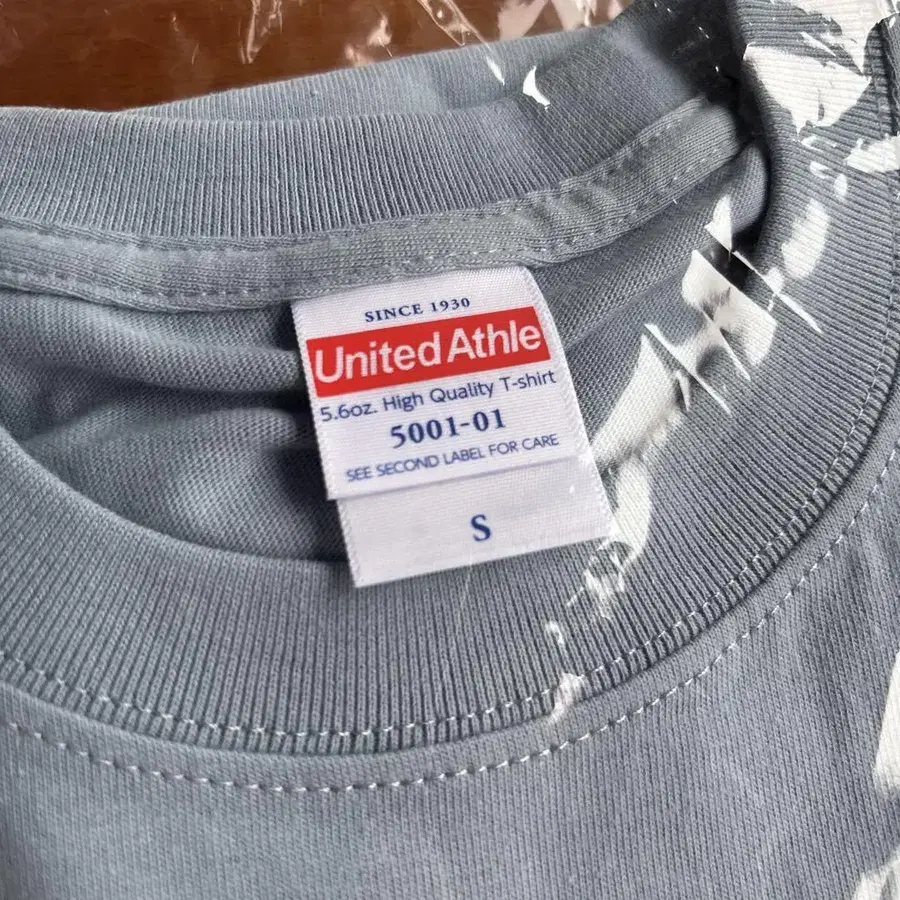 SINCE 1930
United Athle
5.6oz. High Quality T-shirt
5001-01
SEE SECOND LABEL FOR CARE
S